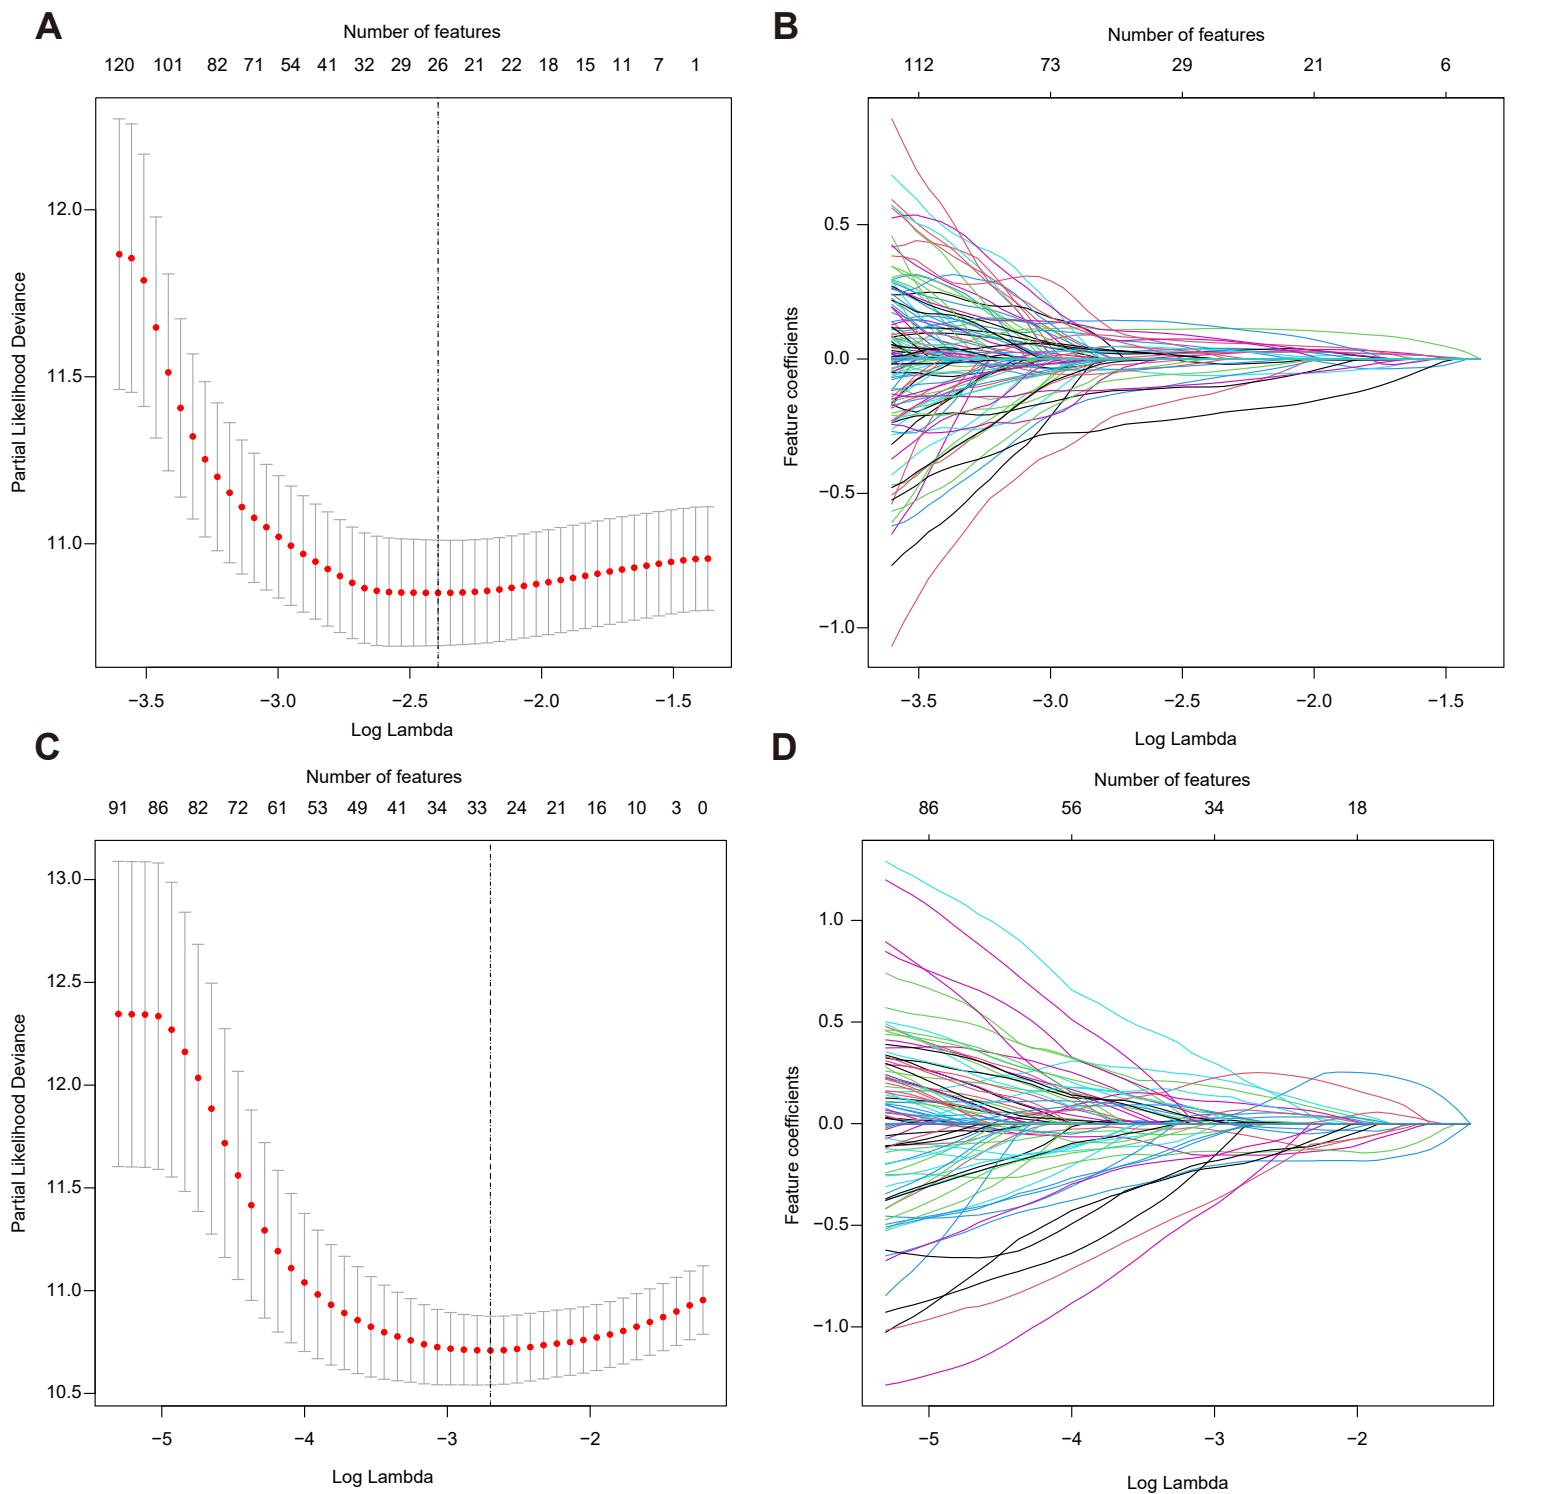 A
Number of features
120 101 82 71 54 41 32 29 26 21 22 18 15 11 7 1
12.0
11.5
11.0
Partial Likelihood Deviance
−3.5 −3.0 −2.5 −2.0 −1.5
Log Lambda
B
Number of features
112 73 29 21 6
0.5
0.0
−0.5
−1.0
Feature coefficients
−3.5 −3.0 −2.5 −2.0 −1.5
Log Lambda
C
Number of features
91 86 82 72 61 53 49 41 34 33 24 21 16 10 3 0
13.0
12.5
12.0
11.5
11.0
10.5
Partial Likelihood Deviance
−5 −4 −3 −2
Log Lambda
D
Number of features
86 56 34 18
1.0
0.5
0.0
−0.5
−1.0
Feature coefficients
−5 −4 −3 −2
Log Lambda